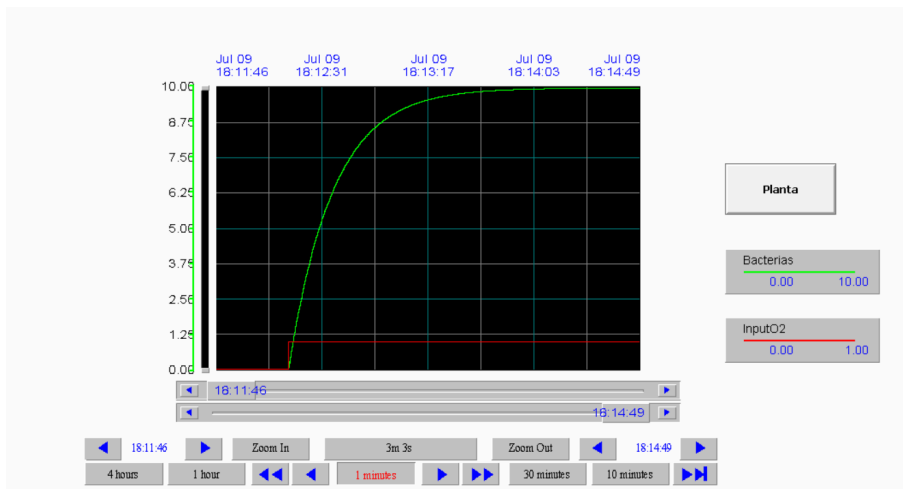 Jul 09 Jul 09 Jul 09 Jul 09 Jul 09
18:11:46 18:12:31 18:13:17 18:14:03 18:14:49
10.00
8.75
7.50
6.25
5.00
3.75
2.50
1.25
0.00
Planta
Bacterias
0.00 10.00
InputO2
0.00 1.00
18:11:46
18:14:49
18:11:46 Zoom In 3m 3s Zoom Out 18:14:49
4 hours 1 hour 1 minutes 30 minutes 10 minutes